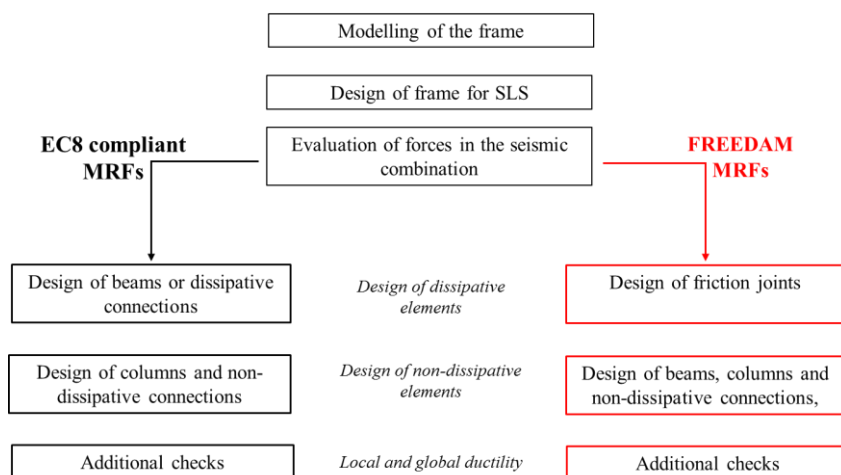 Modelling of the frame
Design of frame for SLS
EC8 compliant
MRFs
Evaluation of forces in the seismic
combination
FREEDAM
MRFs
Design of beams or dissipative
connections
Design of dissipative
elements
Design of friction joints
Design of columns and non-
dissipative connections
Design of non-dissipative
elements
Design of beams, columns and
non-dissipative connections,
Additional checks
Local and global ductility
Additional checks